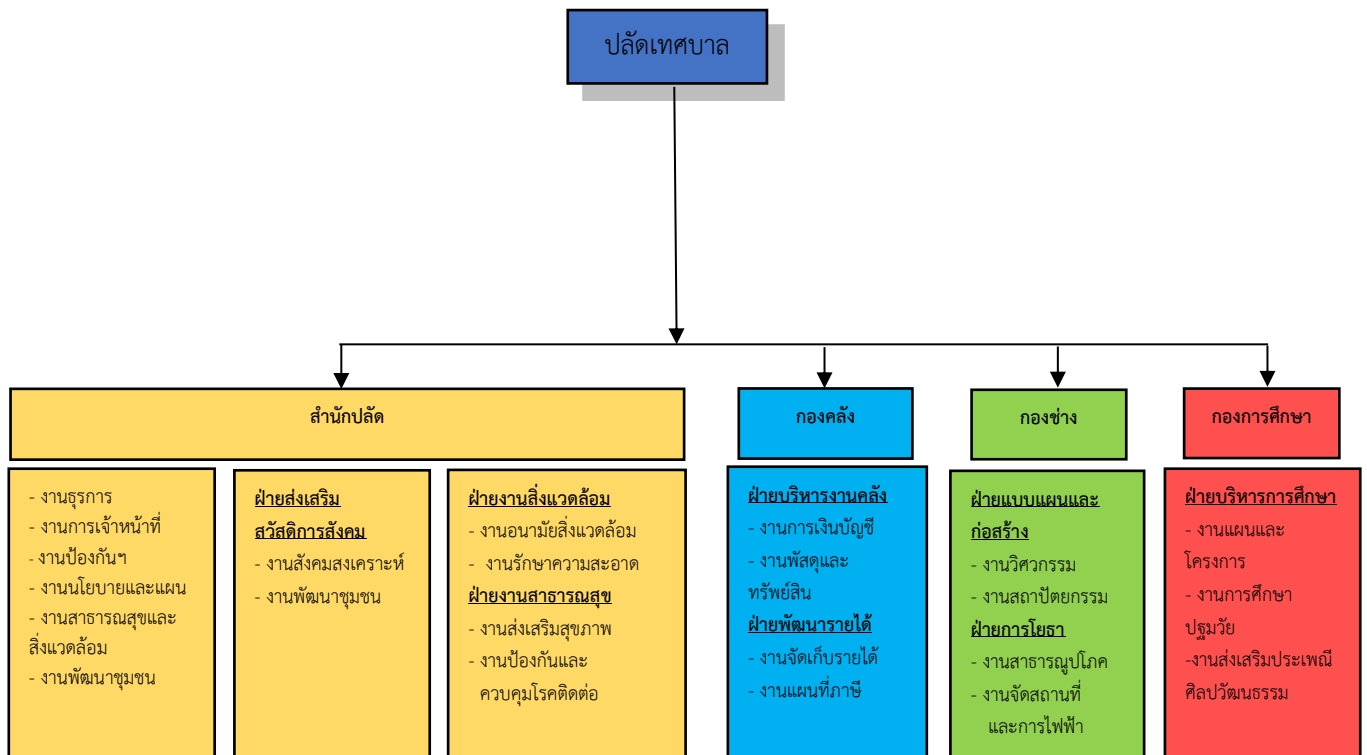 ปลัดเทศบาล
สำนักปลัด
กองคลัง
กองช่าง
กองการศึกษา
- งานธุรการ
- งานการเจ้าหน้าที่
- งานป้องกันฯ
- งานนโยบายและแผน
- งานสาธารณสุขและ
สิ่งแวดล้อม
- งานพัฒนาชุมชน
ฝ่ายส่งเสริม
สวัสดิการสังคม
- งานสังคมสงเคราะห์
- งานพัฒนาชุมชน
ฝ่ายงานสิ่งแวดล้อม
- งานอนามัยสิ่งแวดล้อม
- งานรักษาความสะอาด
ฝ่ายงานสาธารณสุข
- งานส่งเสริมสุขภาพ
- งานป้องกันและ
ควบคุมโรคติดต่อ
ฝ่ายบริหารงานคลัง
- งานการเงินบัญชี
- งานพัสดุและ
ทรัพย์สิน
ฝ่ายพัฒนารายได้
- งานจัดเก็บรายได้
- งานแผนที่ภาษี
ฝ่ายแบบแผนและ
ก่อสร้าง
- งานวิศวกรรม
- งานสถาปัตยกรรม
ฝ่ายการโยธา
- งานสาธารณูปโภค
- งานจัดสถานที่
และการไฟฟ้า
ฝ่ายบริหารการศึกษา
- งานแผนและ
โครงการ
- งานการศึกษา
ปฐมวัย
-งานส่งเสริมประเพณี
ศิลปวัฒนธรรม